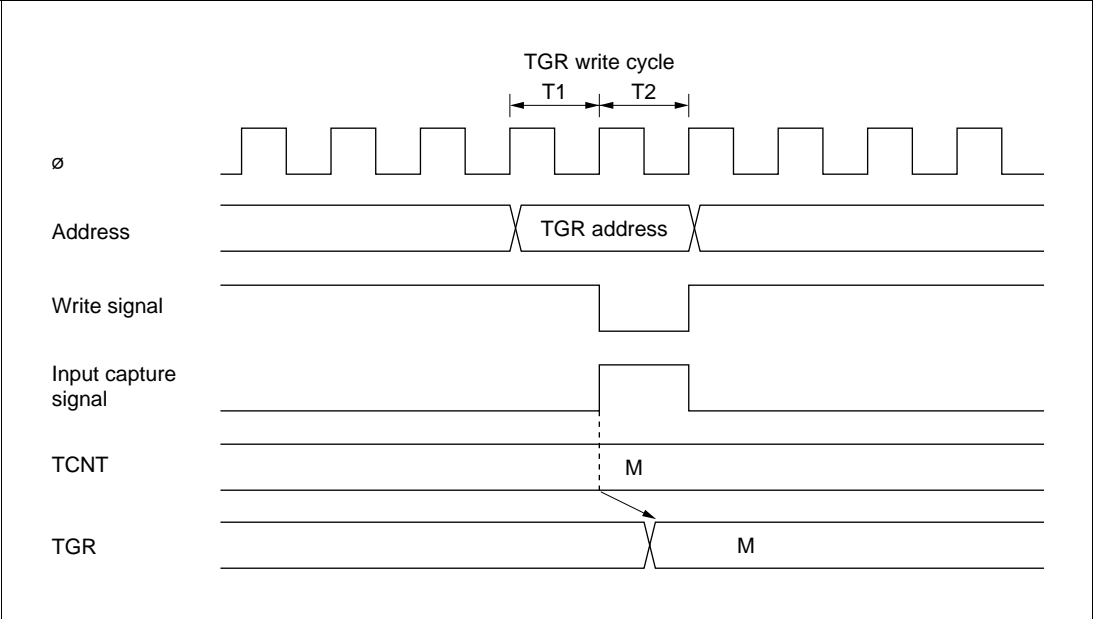 TGR write cycle
T1 T2
ø
Address TGR address
Write signal
Input capture
signal
TCNT M
TGR M